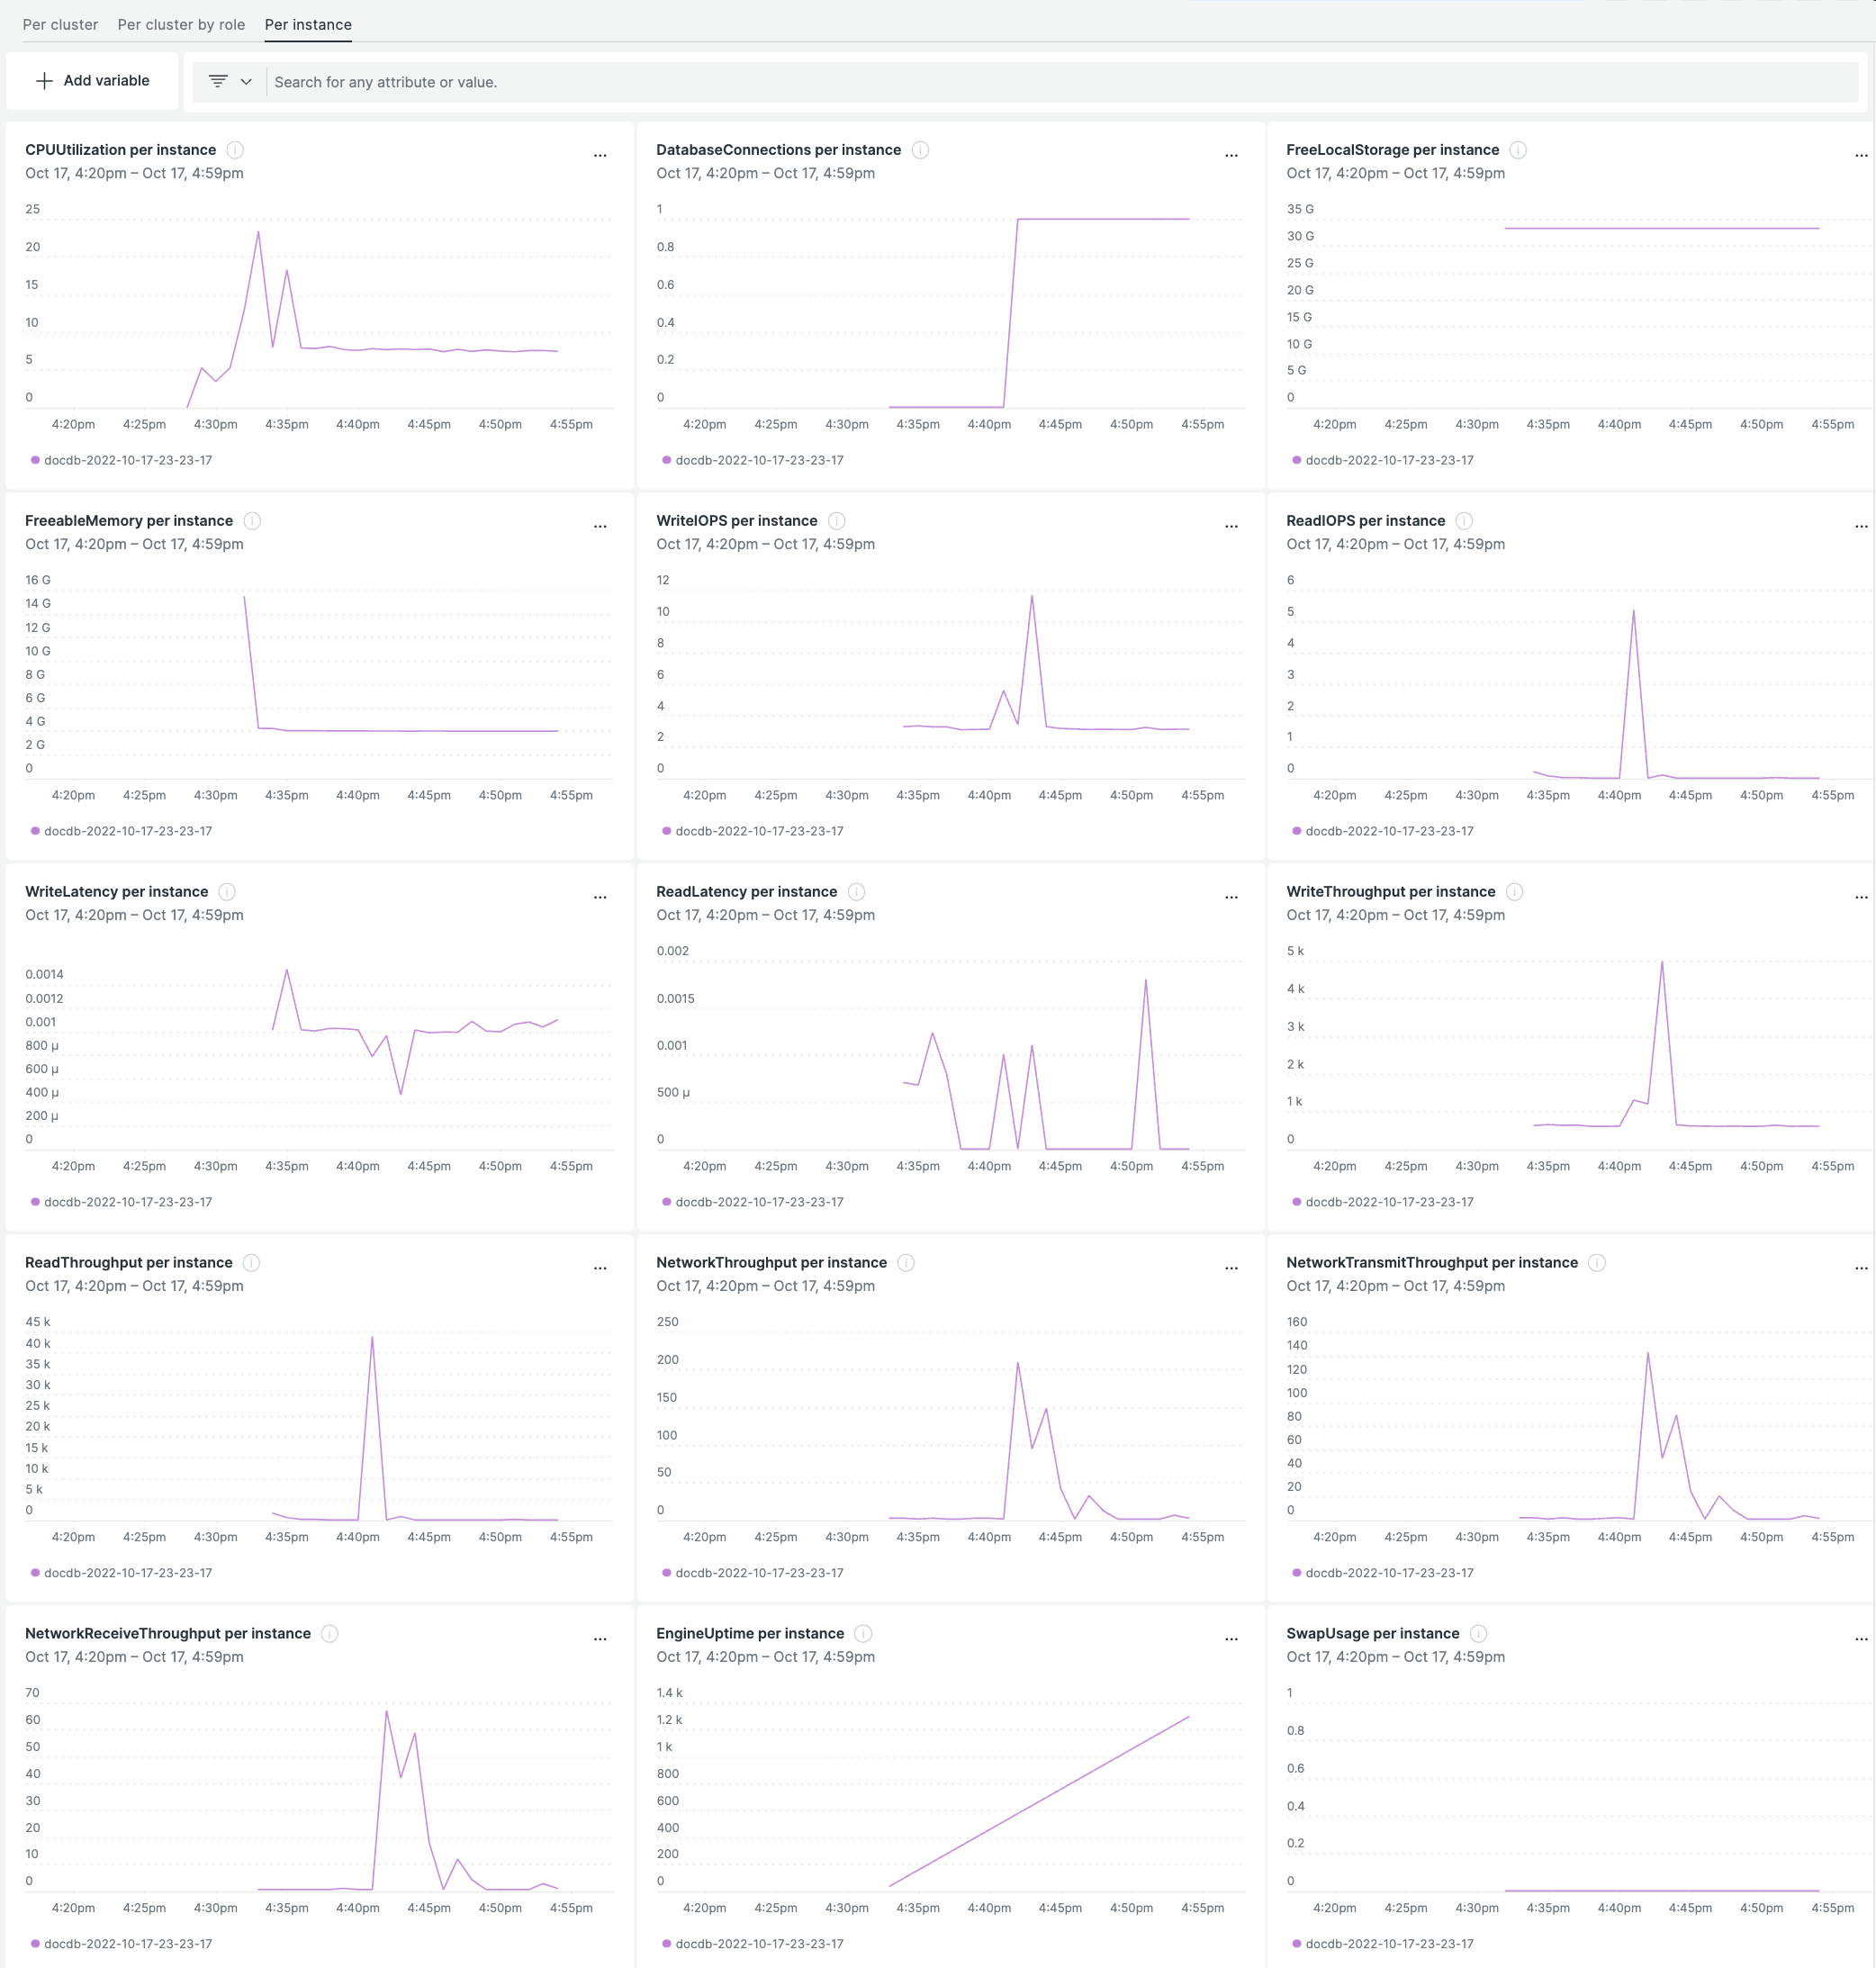 Per cluster Per cluster by role Per instance
Add variable
Search for any attribute or value.
CPUUtilization per instance
Oct 17, 4:20pm – Oct 17, 4:59pm
25
20
15
10
5
0
4:20pm 4:25pm 4:30pm 4:35pm 4:40pm 4:45pm 4:50pm 4:55pm
docdb-2022-10-17-23-23-17
DatabaseConnections per instance
Oct 17, 4:20pm – Oct 17, 4:59pm
1
0.8
0.6
0.4
0.2
0
4:20pm 4:25pm 4:30pm 4:35pm 4:40pm 4:45pm 4:50pm 4:55pm
docdb-2022-10-17-23-23-17
FreeLocalStorage per instance
Oct 17, 4:20pm – Oct 17, 4:59pm
35 G
30 G
25 G
20 G
15 G
10 G
5 G
0
4:20pm 4:25pm 4:30pm 4:35pm 4:40pm 4:45pm 4:50pm 4:55pm
docdb-2022-10-17-23-23-17
FreeableMemory per instance
Oct 17, 4:20pm – Oct 17, 4:59pm
16 G
14 G
12 G
10 G
8 G
6 G
4 G
2 G
0
4:20pm 4:25pm 4:30pm 4:35pm 4:40pm 4:45pm 4:50pm 4:55pm
docdb-2022-10-17-23-23-17
WriteIOPS per instance
Oct 17, 4:20pm – Oct 17, 4:59pm
12
10
8
6
4
2
0
4:20pm 4:25pm 4:30pm 4:35pm 4:40pm 4:45pm 4:50pm 4:55pm
docdb-2022-10-17-23-23-17
ReadIOPS per instance
Oct 17, 4:20pm – Oct 17, 4:59pm
6
5
4
3
2
1
0
4:20pm 4:25pm 4:30pm 4:35pm 4:40pm 4:45pm 4:50pm 4:55pm
docdb-2022-10-17-23-23-17
WriteLatency per instance
Oct 17, 4:20pm – Oct 17, 4:59pm
0.0014
0.0012
0.001
800 µ
600 µ
400 µ
200 µ
0
4:20pm 4:25pm 4:30pm 4:35pm 4:40pm 4:45pm 4:50pm 4:55pm
docdb-2022-10-17-23-23-17
ReadLatency per instance
Oct 17, 4:20pm – Oct 17, 4:59pm
0.002
0.0015
0.001
500 µ
0
4:20pm 4:25pm 4:30pm 4:35pm 4:40pm 4:45pm 4:50pm 4:55pm
docdb-2022-10-17-23-23-17
WriteThroughput per instance
Oct 17, 4:20pm – Oct 17, 4:59pm
5 k
4 k
3 k
2 k
1 k
0
4:20pm 4:25pm 4:30pm 4:35pm 4:40pm 4:45pm 4:50pm 4:55pm
docdb-2022-10-17-23-23-17
ReadThroughput per instance
Oct 17, 4:20pm – Oct 17, 4:59pm
45 k
40 k
35 k
30 k
25 k
20 k
15 k
10 k
5 k
0
4:20pm 4:25pm 4:30pm 4:35pm 4:40pm 4:45pm 4:50pm 4:55pm
docdb-2022-10-17-23-23-17
NetworkThroughput per instance
Oct 17, 4:20pm – Oct 17, 4:59pm
250
200
150
100
50
0
4:20pm 4:25pm 4:30pm 4:35pm 4:40pm 4:45pm 4:50pm 4:55pm
docdb-2022-10-17-23-23-17
NetworkTransmitThroughput per instance
Oct 17, 4:20pm – Oct 17, 4:59pm
160
140
120
100
80
60
40
20
0
4:20pm 4:25pm 4:30pm 4:35pm 4:40pm 4:45pm 4:50pm 4:55pm
docdb-2022-10-17-23-23-17
NetworkReceiveThroughput per instance
Oct 17, 4:20pm – Oct 17, 4:59pm
70
60
50
40
30
20
10
0
4:20pm 4:25pm 4:30pm 4:35pm 4:40pm 4:45pm 4:50pm 4:55pm
docdb-2022-10-17-23-23-17
EngineUptime per instance
Oct 17, 4:20pm – Oct 17, 4:59pm
1.4 k
1.2 k
1 k
800
600
400
200
0
4:20pm 4:25pm 4:30pm 4:35pm 4:40pm 4:45pm 4:50pm 4:55pm
docdb-2022-10-17-23-23-17
SwapUsage per instance
Oct 17, 4:20pm – Oct 17, 4:59pm
1
0.8
0.6
0.4
0.2
0
4:20pm 4:25pm 4:30pm 4:35pm 4:40pm 4:45pm 4:50pm 4:55pm
docdb-2022-10-17-23-23-17